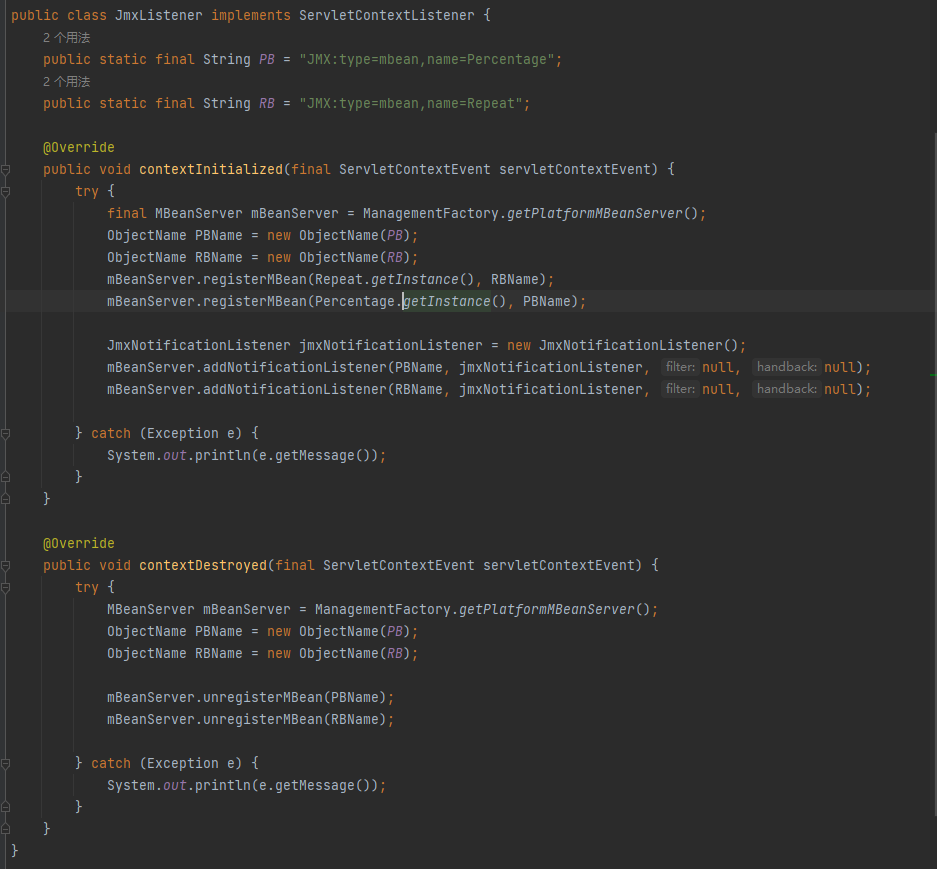 public class JmxListener implements ServletContextListener {
2 个用法
public static final String PB = "JMX:type=mbean,name=Percentage";
2 个用法
public static final String RB = "JMX:type=mbean,name=Repeat";
@Override
public void contextInitialized(final ServletContextEvent servletContextEvent) {
try {
final MBeanServer mBeanServer = ManagementFactory.getPlatformMBeanServer();
ObjectName PBName = new ObjectName(PB);
ObjectName RBName = new ObjectName(RB);
mBeanServer.registerMBean(Repeat.getInstance(), RBName);
mBeanServer.registerMBean(Percentage.getInstance(), PBName);
JmxNotificationListener jmxNotificationListener = new JmxNotificationListener();
mBeanServer.addNotificationListener(PBName, jmxNotificationListener, filter: null, handback: null);
mBeanServer.addNotificationListener(RBName, jmxNotificationListener, filter: null, handback: null);
} catch (Exception e) {
System.out.println(e.getMessage());
}
}
@Override
public void contextDestroyed(final ServletContextEvent servletContextEvent) {
try {
MBeanServer mBeanServer = ManagementFactory.getPlatformMBeanServer();
ObjectName PBName = new ObjectName(PB);
ObjectName RBName = new ObjectName(RB);
mBeanServer.unregisterMBean(PBName);
mBeanServer.unregisterMBean(RBName);
} catch (Exception e) {
System.out.println(e.getMessage());
}
}
}